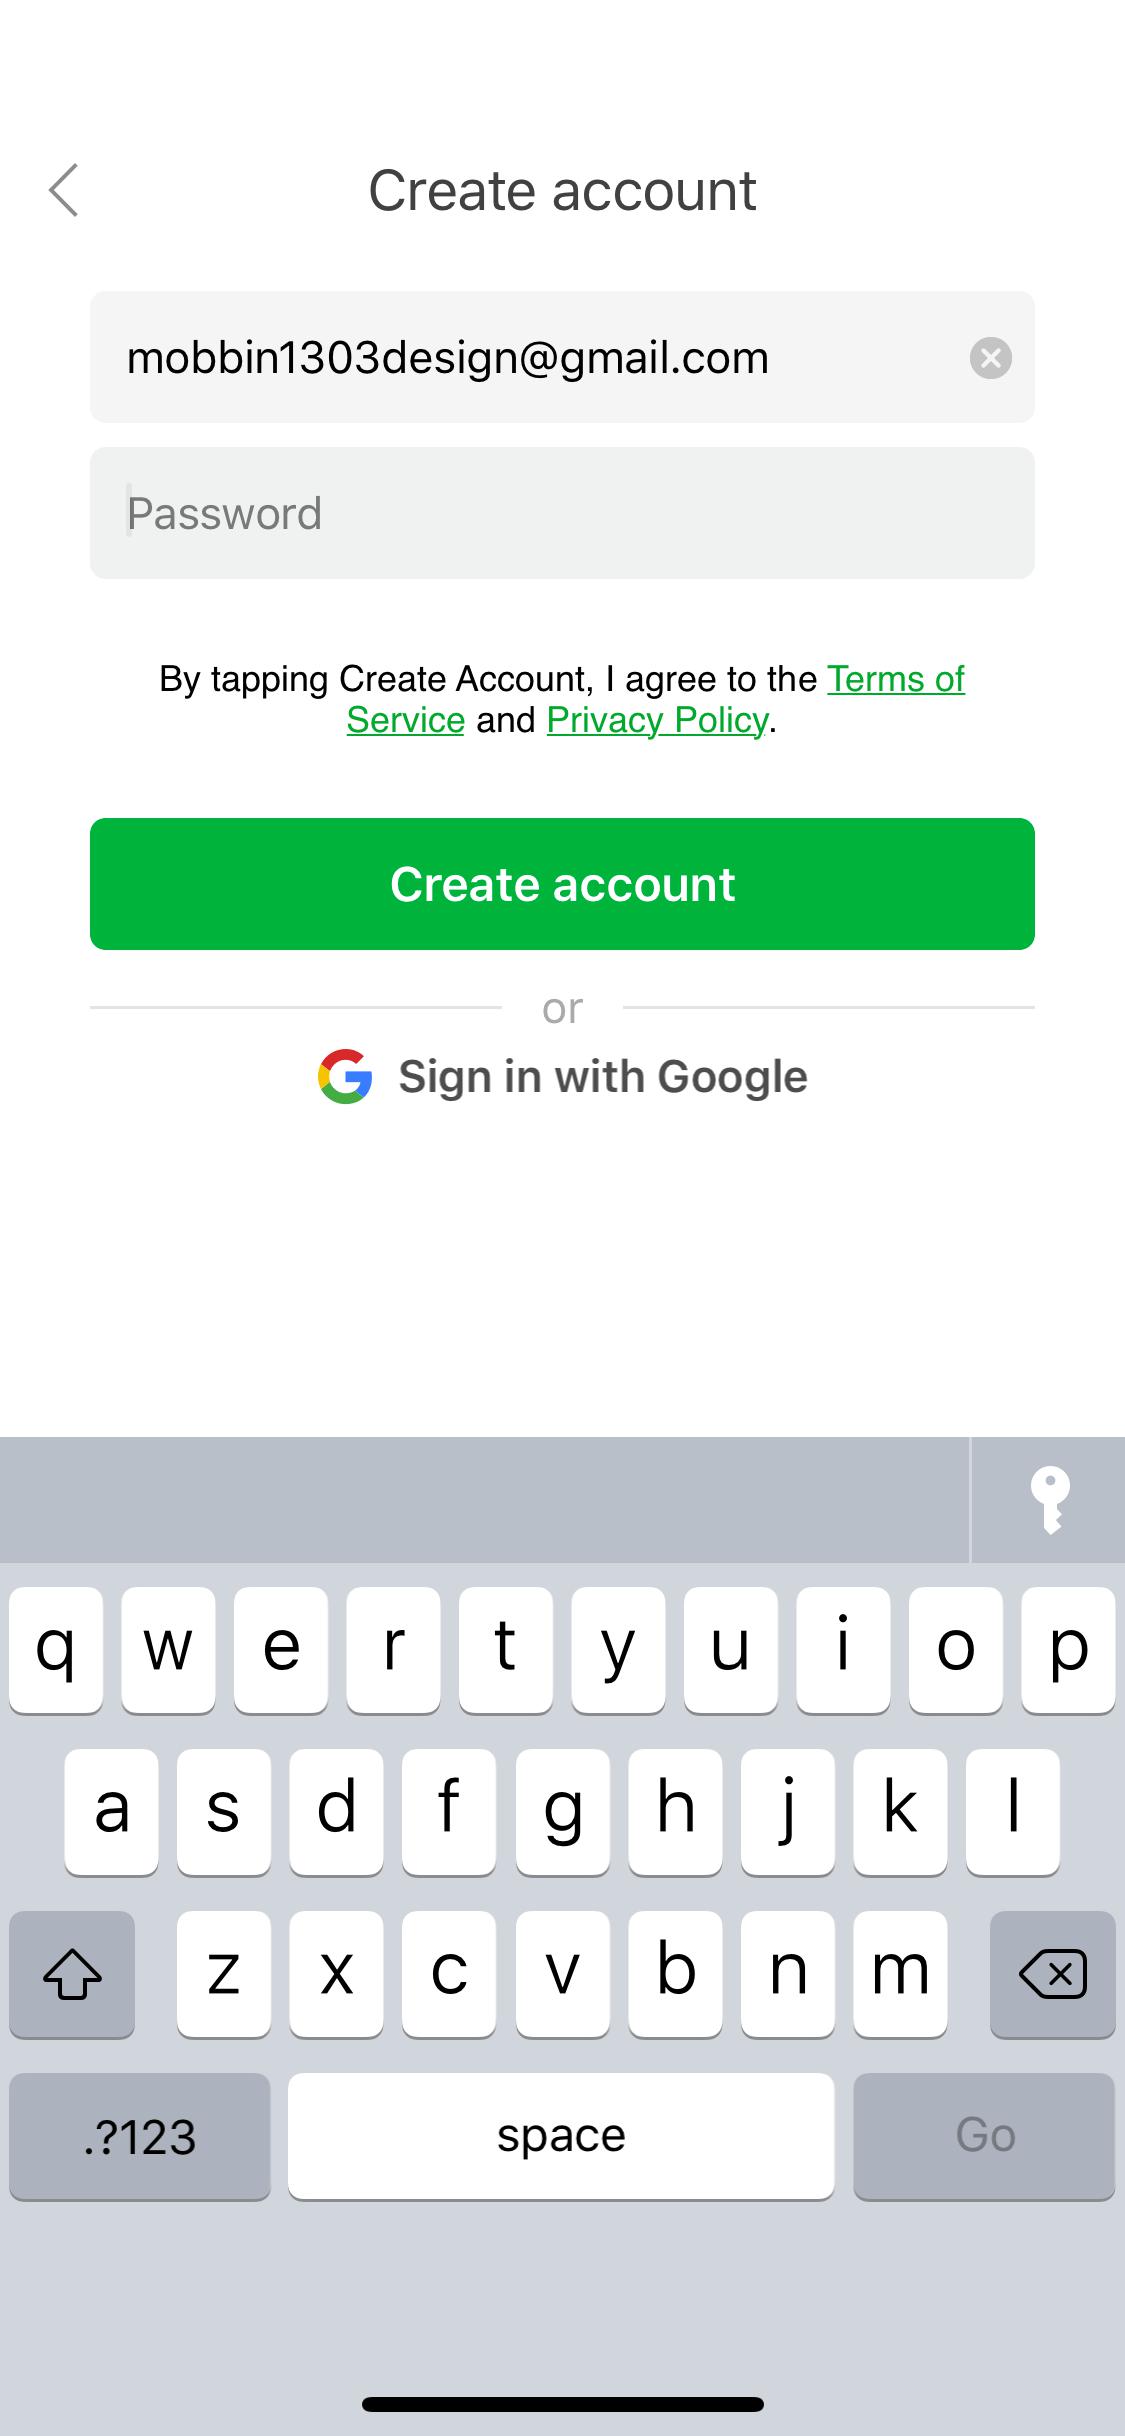 Create account
mobbin1303design@gmail.com
Password
By tapping Create Account, I agree to the Terms of
Service and Privacy Policy.
Create account
or
Sign in with Google
q w e r t y u i o p
a s d f g h j k l
z x c v b n m
.?123 space Go